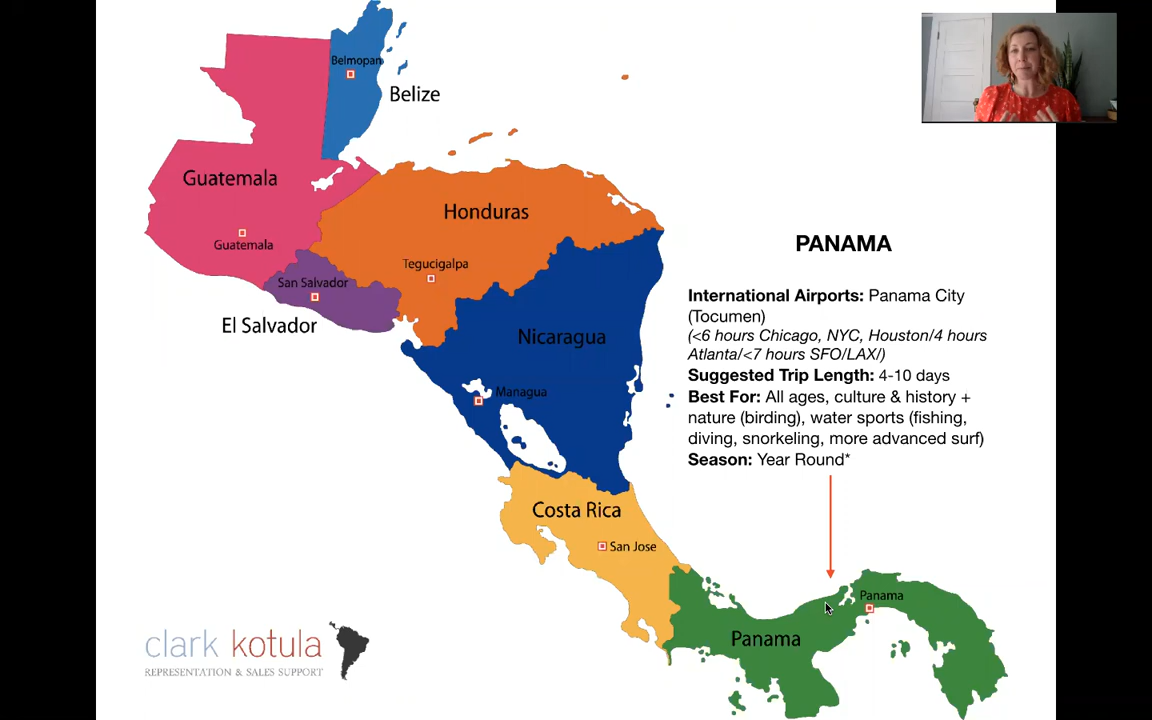 Belmopan
Belize
Guatemala
Honduras
Guatemala
Tegucigalpa
San Salvador
El Salvador
Nicaragua
Managua
Costa Rica
San Jose
Panama
Panama
PANAMA
International Airports: Panama City
(Tocumen)
(<6 hours Chicago, NYC, Houston/4 hours
Atlanta/<7 hours SFO/LAX/)
Suggested Trip Length: 4-10 days
Best For: All ages, culture & history +
nature (birding), water sports (fishing,
diving, snorkeling, more advanced surf)
Season: Year Round*
clark kotula
REPRESENTATION & SALES SUPPORT